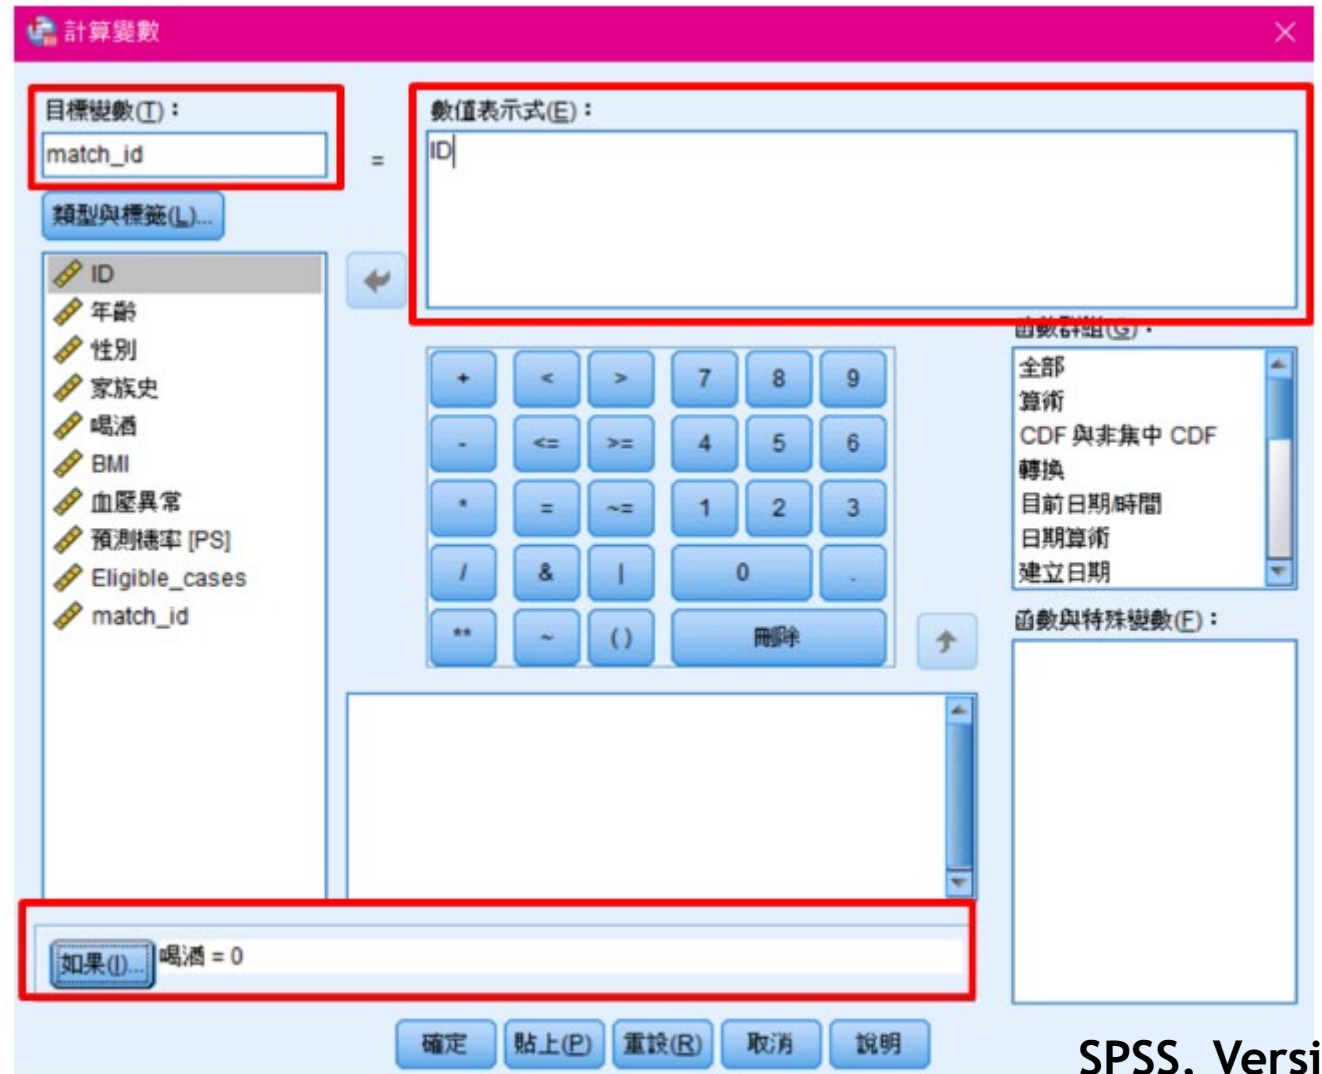 計算變數
目標變數(T)：
match_id
=
數值表示式(E)：
ID
類型與標籤(L)...
ID
年齡
性別
家族史
喝酒
BMI
血壓異常
預測機率 [PS]
Eligible_cases
match_id
+ < > 7 8 9
- <= >= 4 5 6
* = ~= 1 2 3
/ & | 0 .
** ~ () 刪除
函數群組(G)：
全部
算術
CDF 與非集中 CDF
轉換
目前日期/時間
日期算術
建立日期
函數與特殊變數(F)：
如果(I)... 喝酒 = 0
確定 貼上(P) 重設(R) 取消 說明
SPSS, Versi